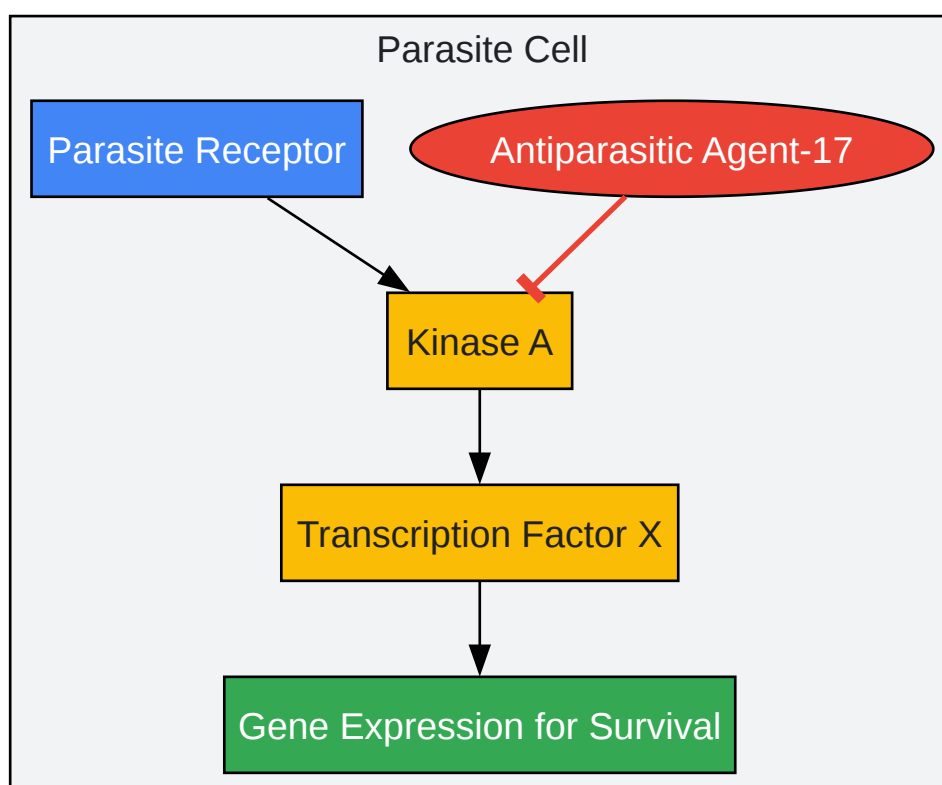 Parasite Cell
Parasite Receptor
Antiparasitic Agent-17
Kinase A
Transcription Factor X
Gene Expression for Survival